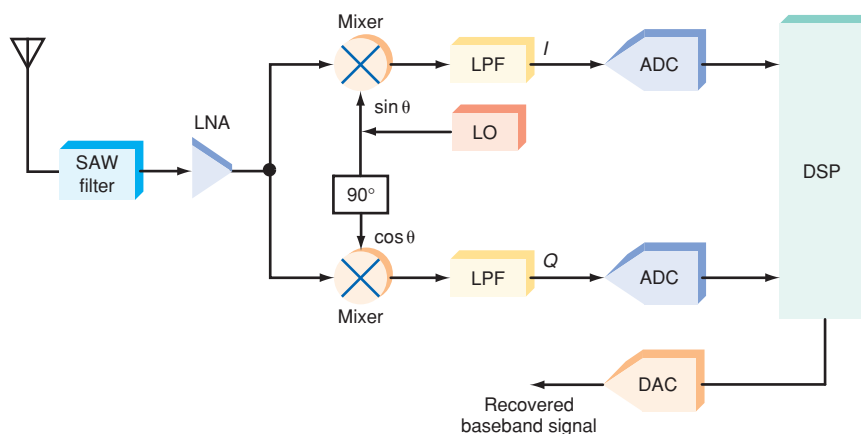 Mixer
LPF
I
ADC
DSP
sin θ
LNA
LO
SAW
filter
90°
cos θ
Mixer
LPF
Q
ADC
DAC
Recovered
baseband signal